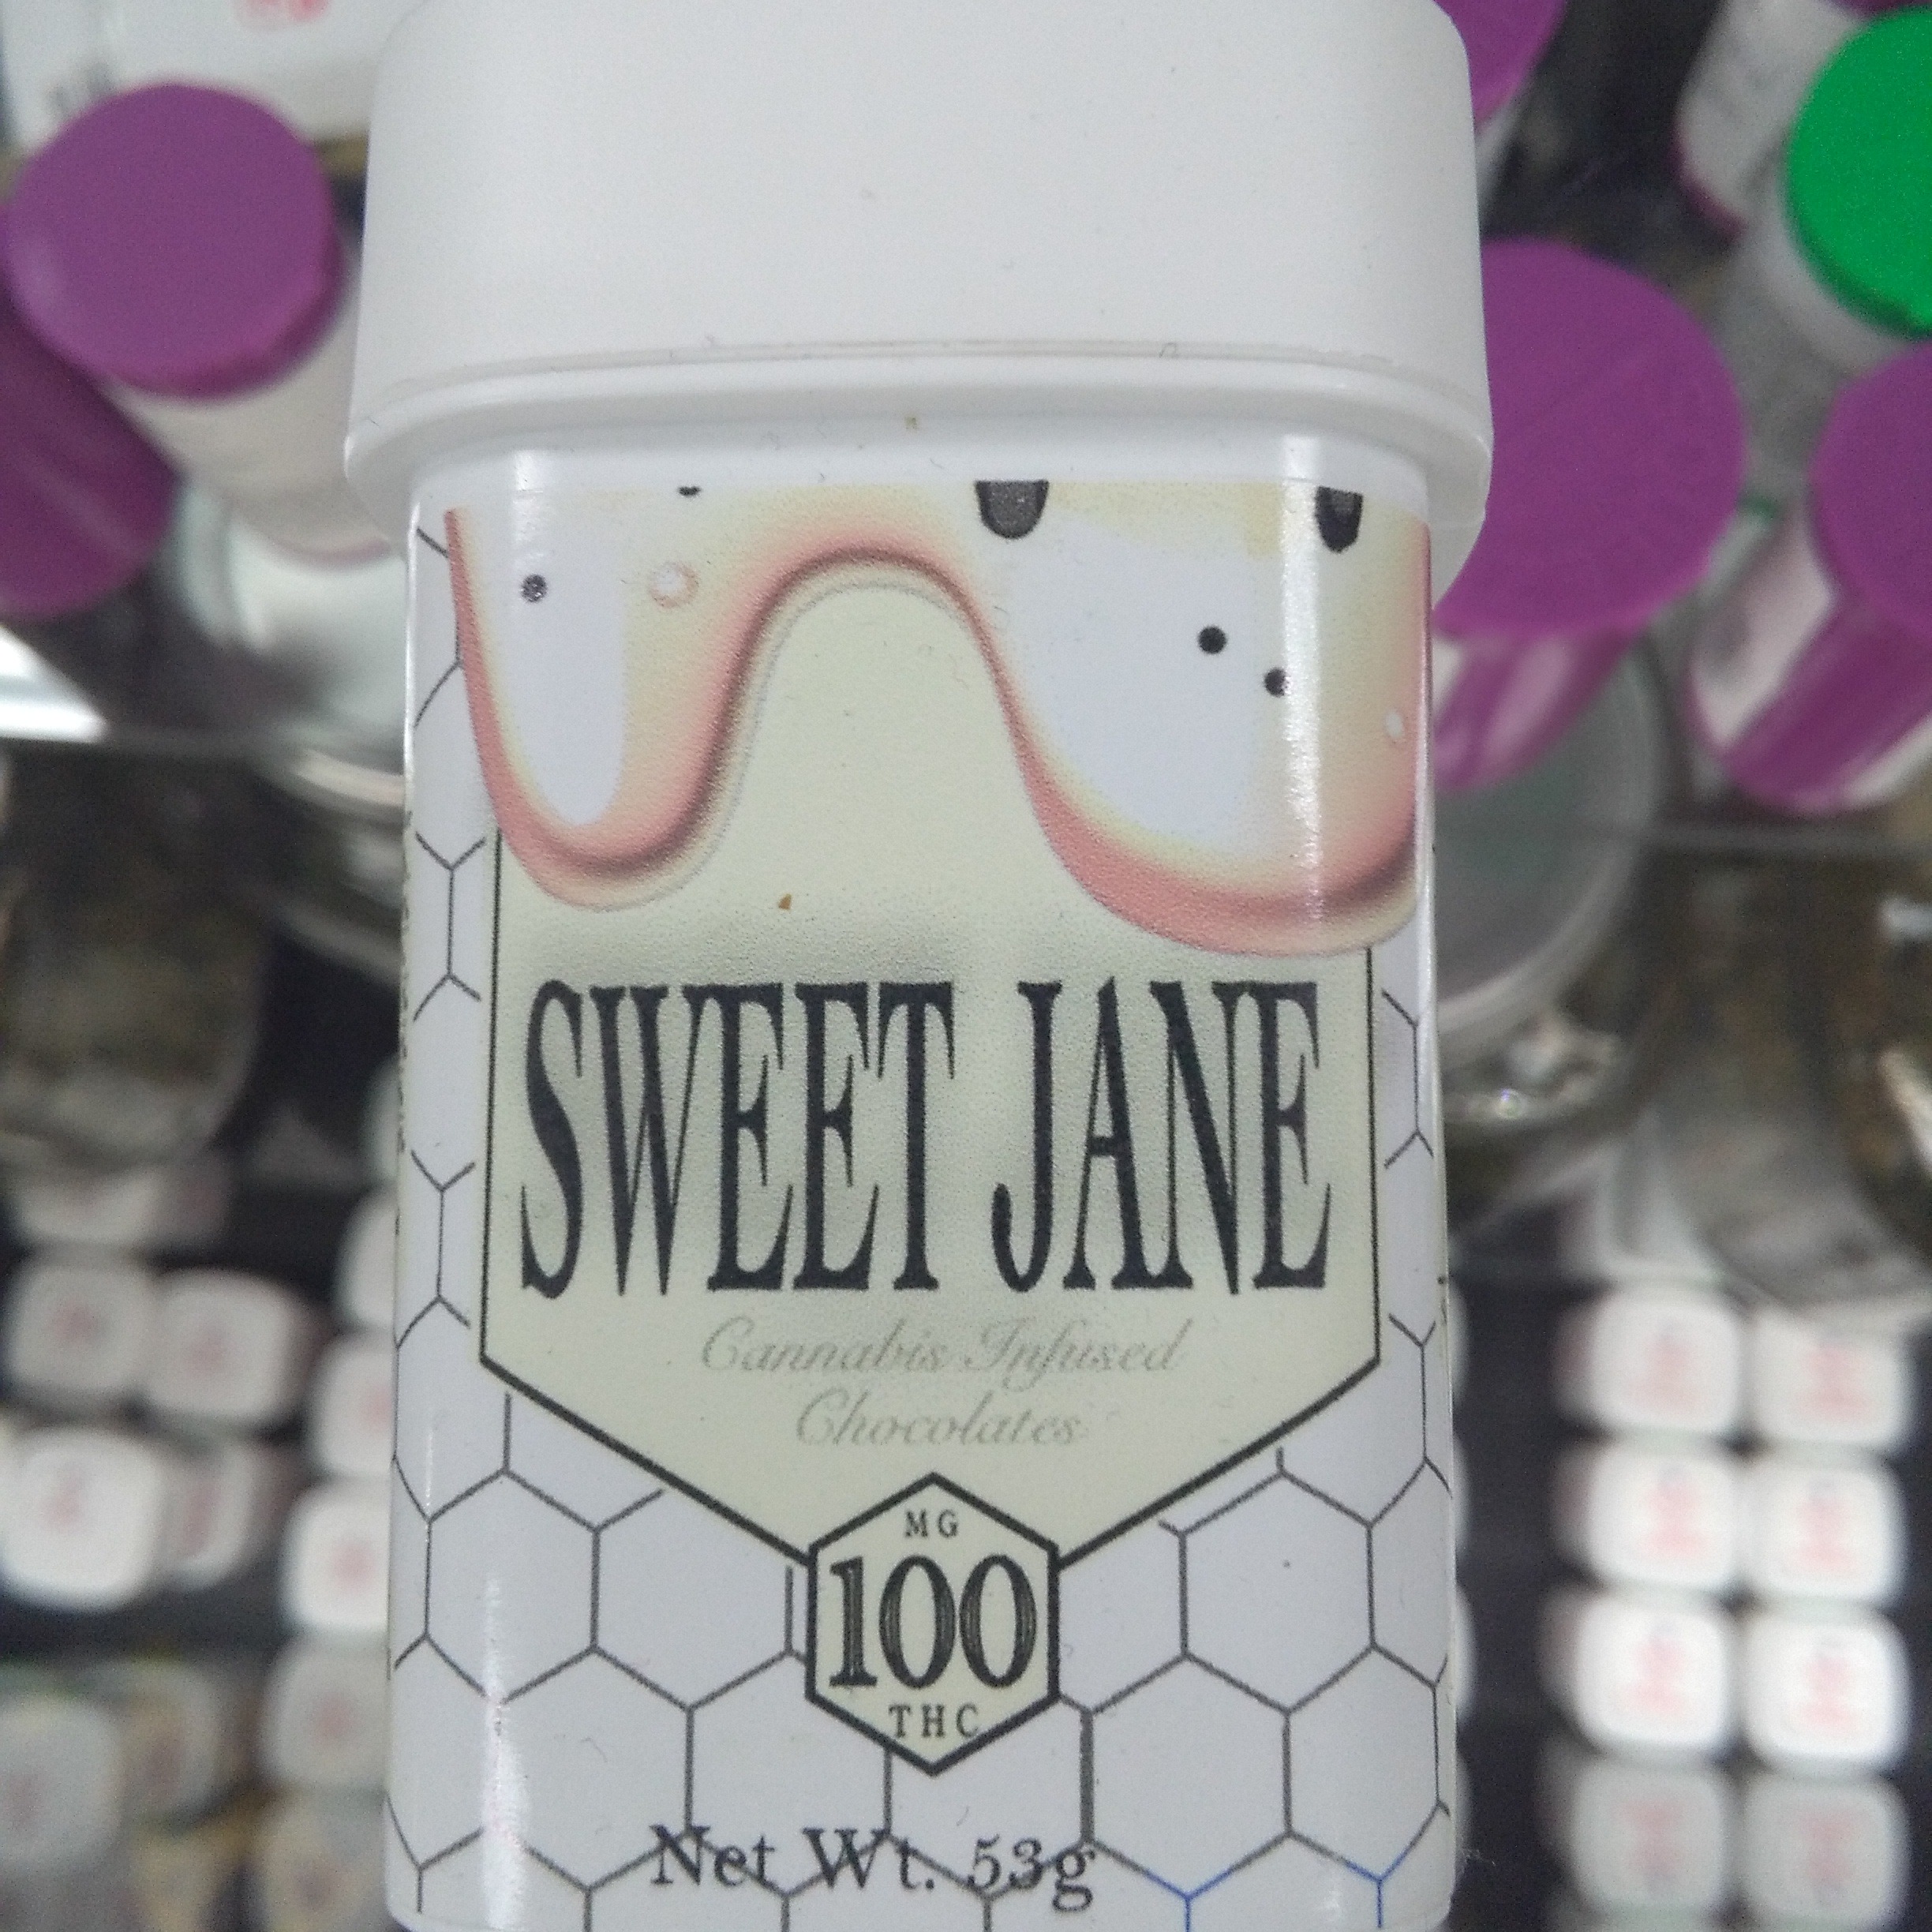 SWEET JANE
Cannabis Infused
Chocolates
MG
100
THC
Net Wt. 53g